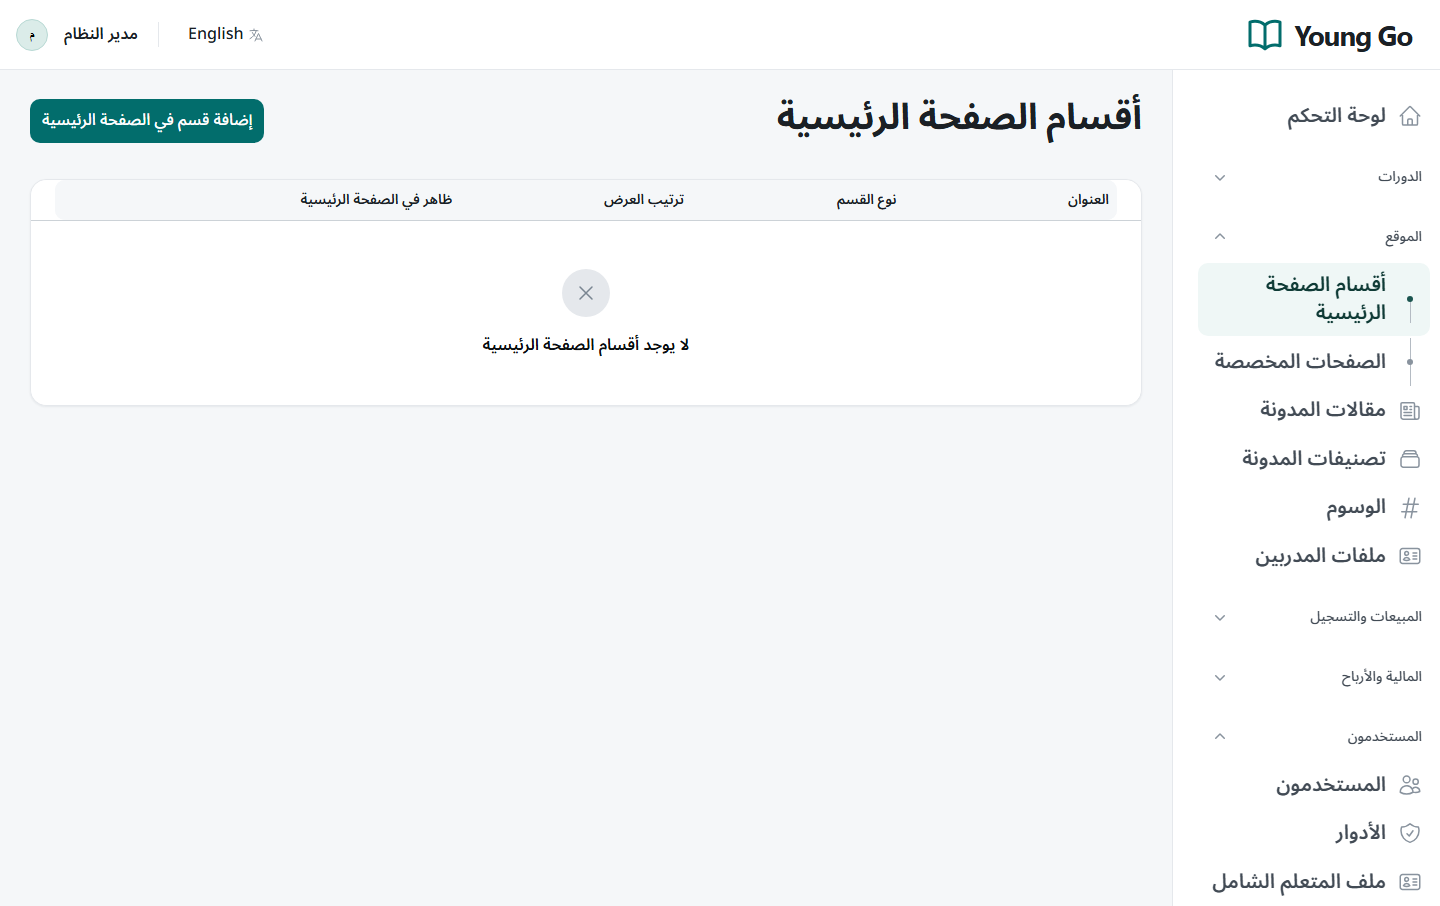 Young Go
English
مدير النظام
م
لوحة التحكم
الدورات
الموقع
أقسام الصفحة
الرئيسية
الصفحات المخصصة
مقالات المدونة
تصنيفات المدونة
الوسوم
ملفات المدربين
المبيعات والتسجيل
المالية والأرباح
المستخدمون
المستخدمون
الأدوار
ملف المتعلم الشامل
أقسام الصفحة الرئيسية
إضافة قسم في الصفحة الرئيسية
العنوان نوع القسم ترتيب العرض ظاهر في الصفحة الرئيسية
لا يوجد أقسام الصفحة الرئيسية